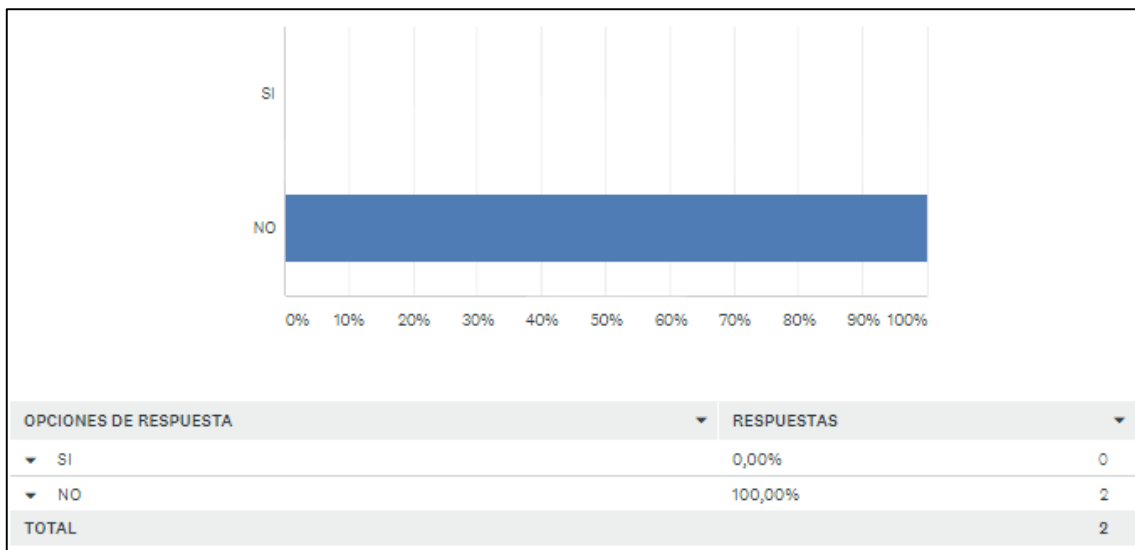 SI
NO
0% 10% 20% 30% 40% 50% 60% 70% 80% 90% 100%
OPCIONES DE RESPUESTA RESPUESTAS
SI 0,00% 0
NO 100,00% 2
TOTAL 2